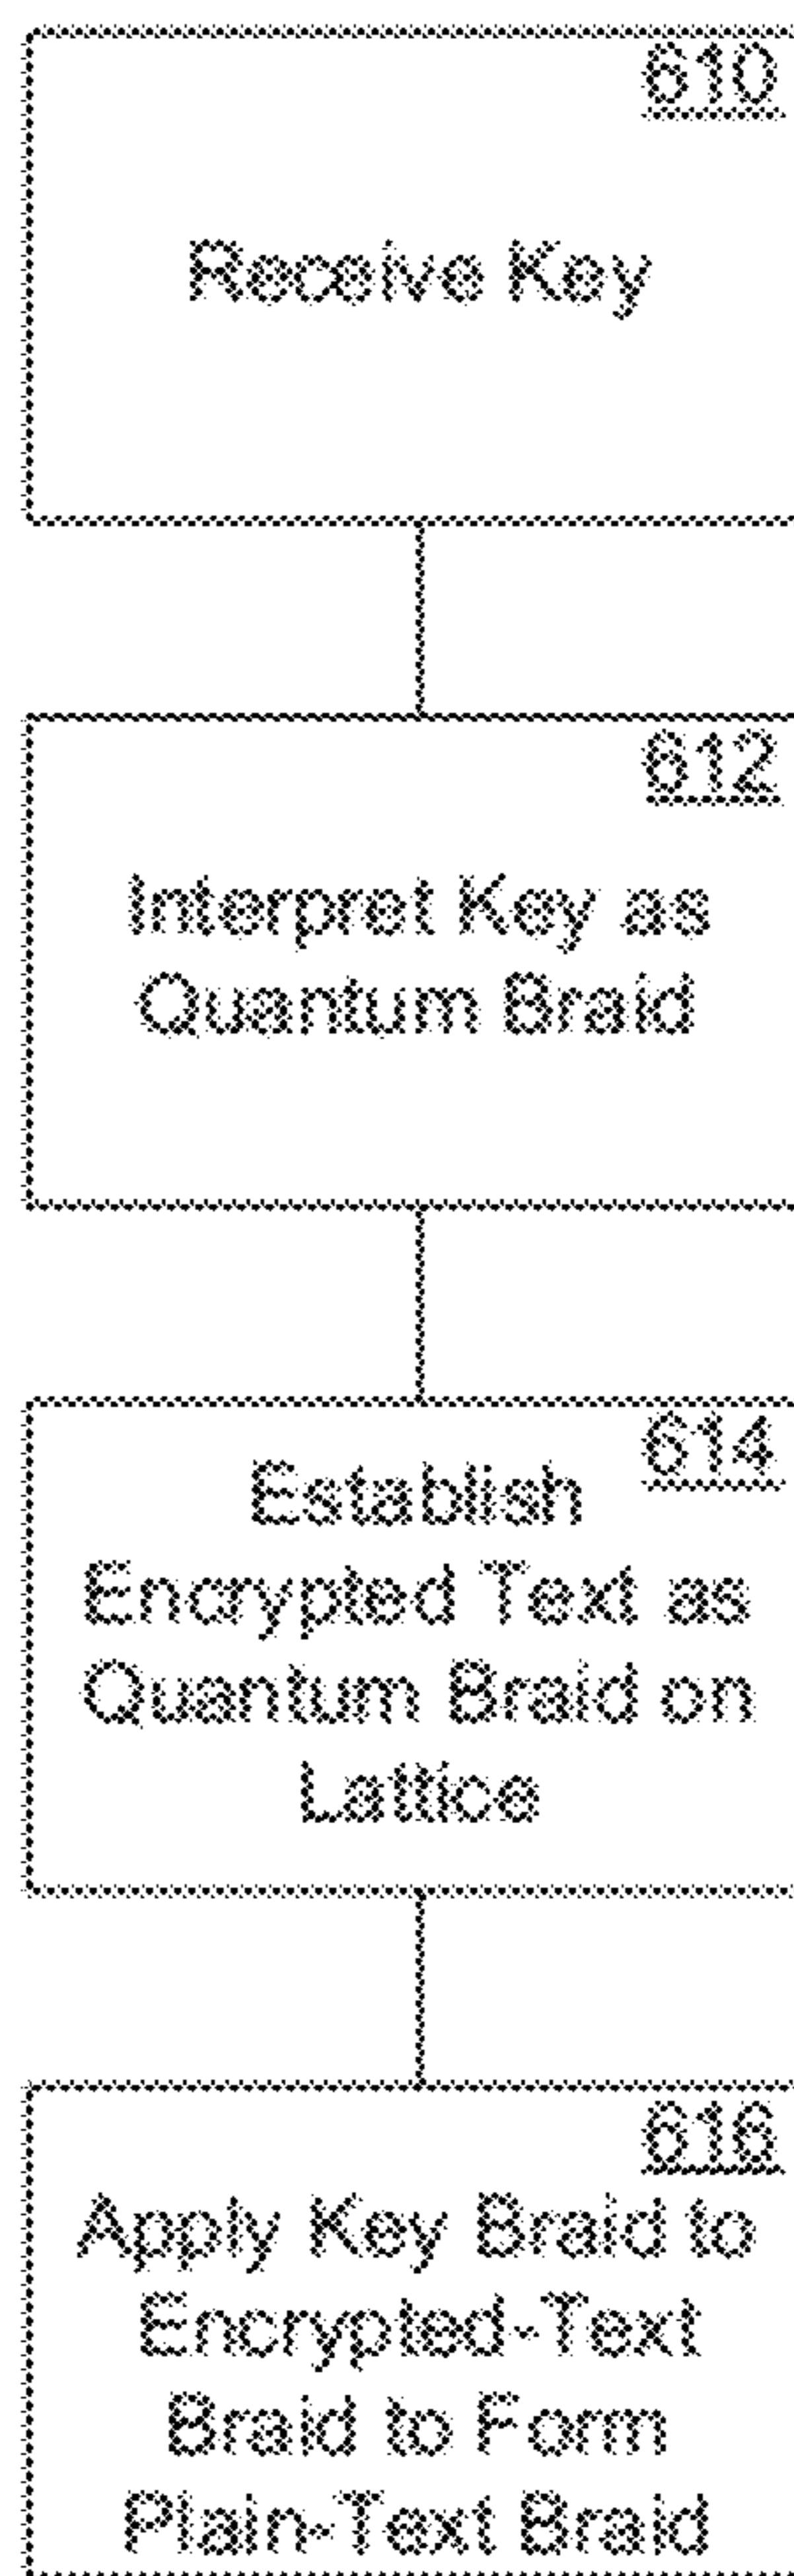 610
Receive Key
612
Interpret Key as
Quantum Braid
614
Establish
Encrypted Text as
Quantum Braid on
Lattice
616
Apply Key Braid to
Encrypted-Text
Braid to Form
Plain-Text Braid